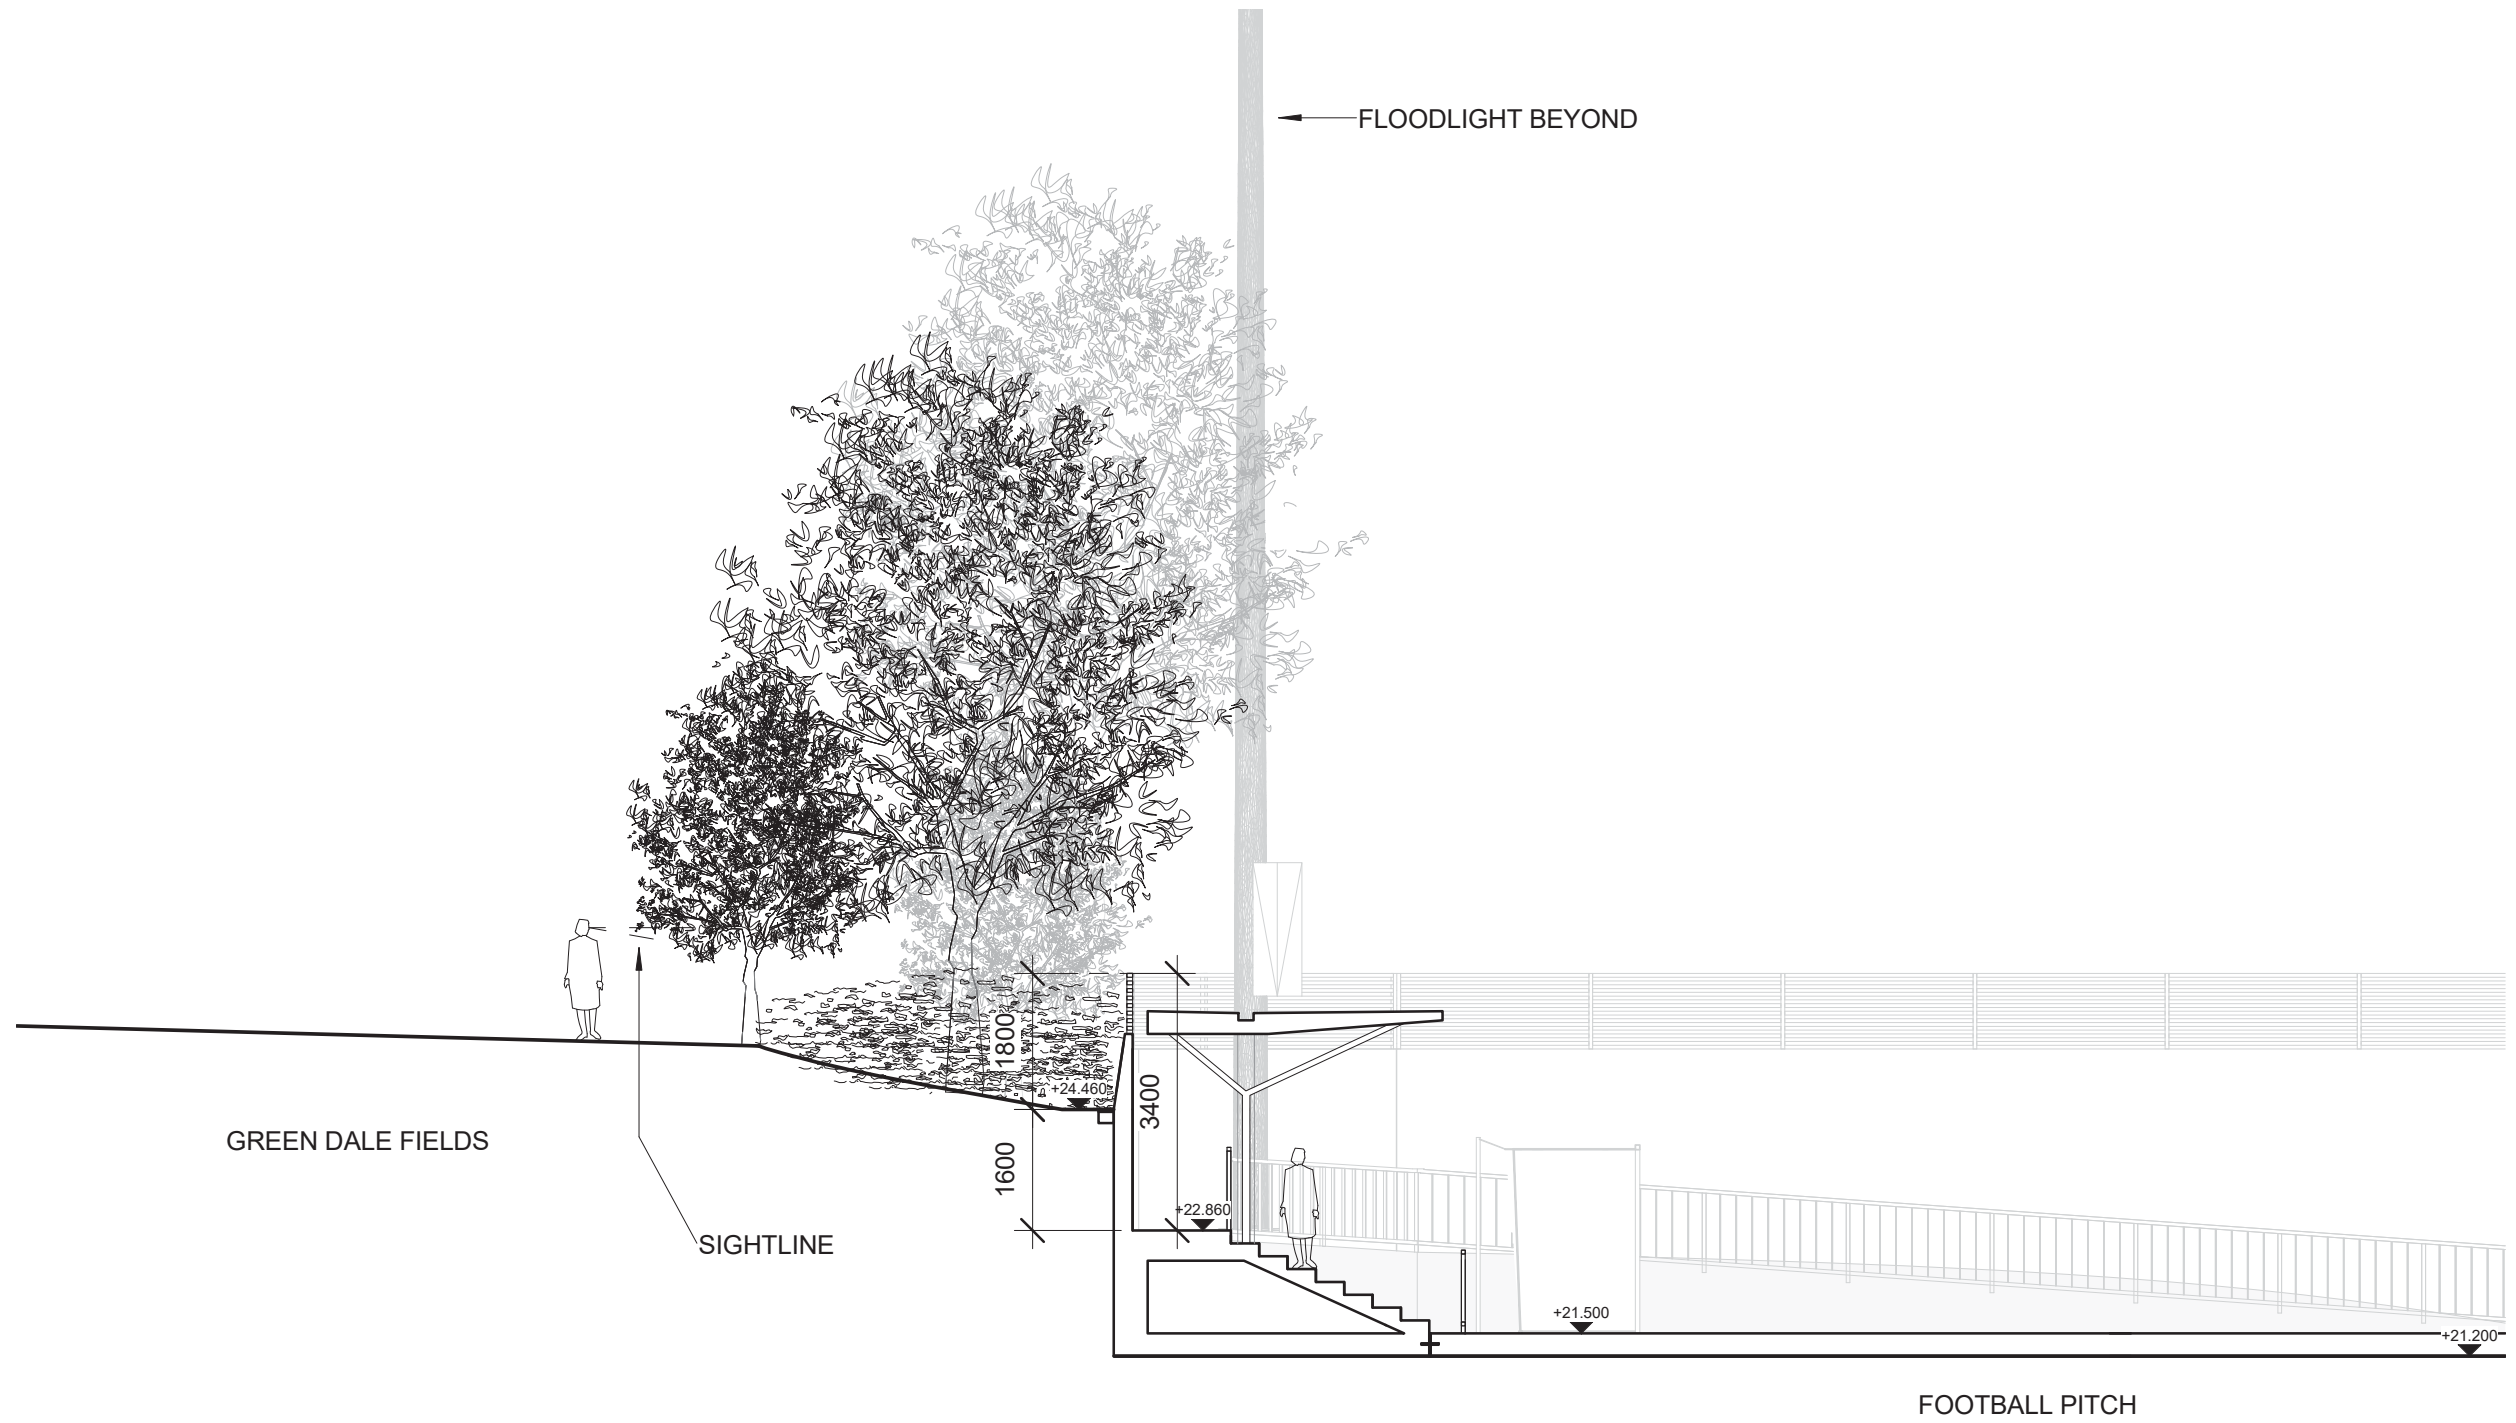 FLOODLIGHT BEYOND
1800
+24.460
3400
GREEN DALE FIELDS
1600
+22.860
SIGHTLINE
+21.500
+21.200
FOOTBALL PITCH